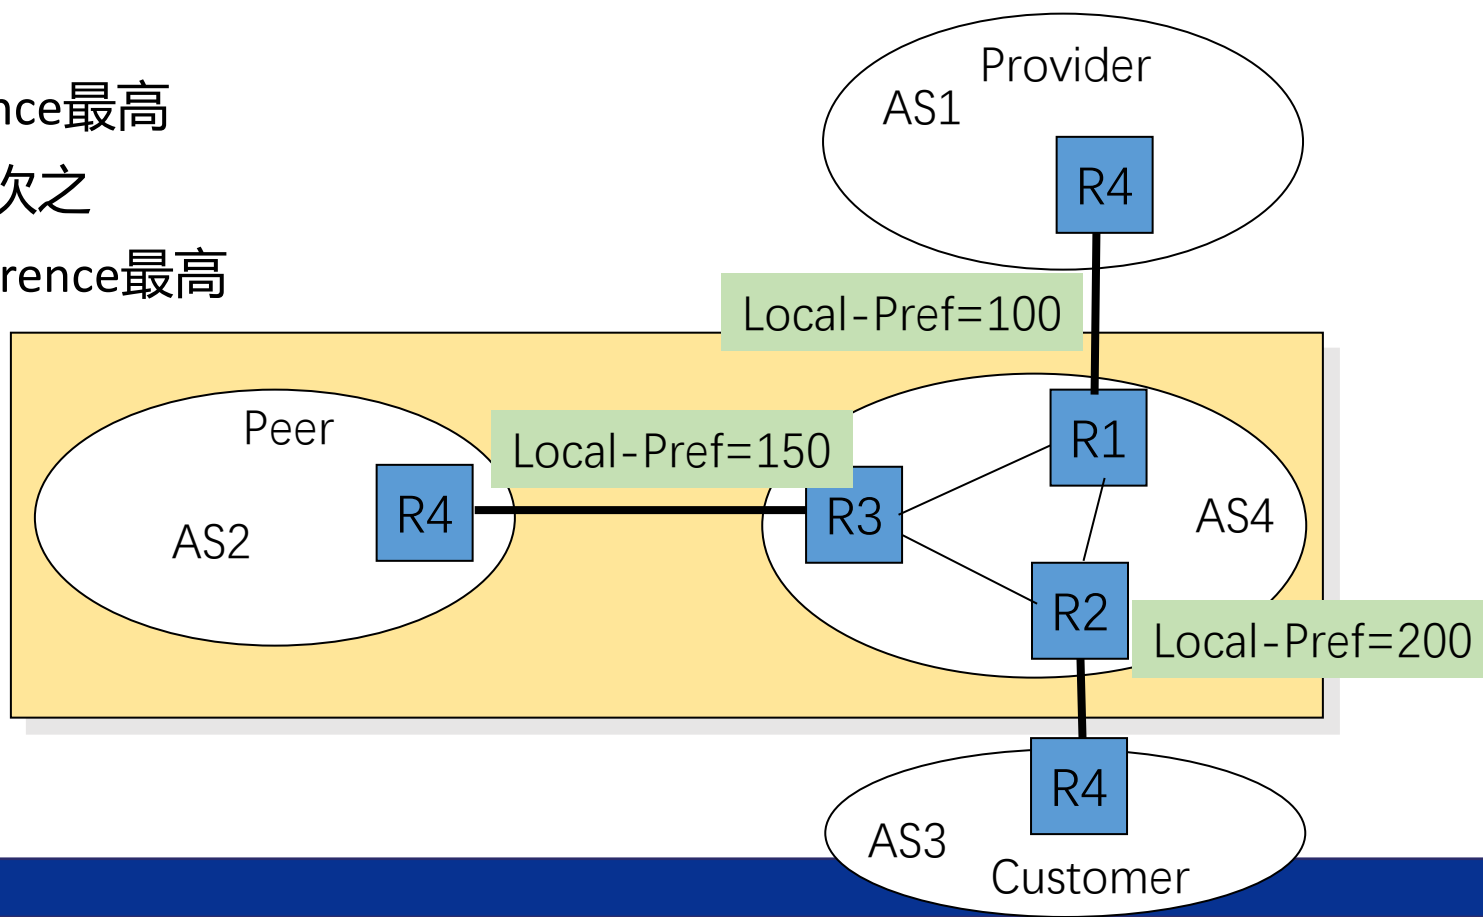 nce最高
次之
rence最高
Provider
AS1
R4
Local-Pref=100
Peer
Local-Pref=150
R1
R4
R3
AS2
AS4
R2
Local-Pref=200
R4
AS3
Customer